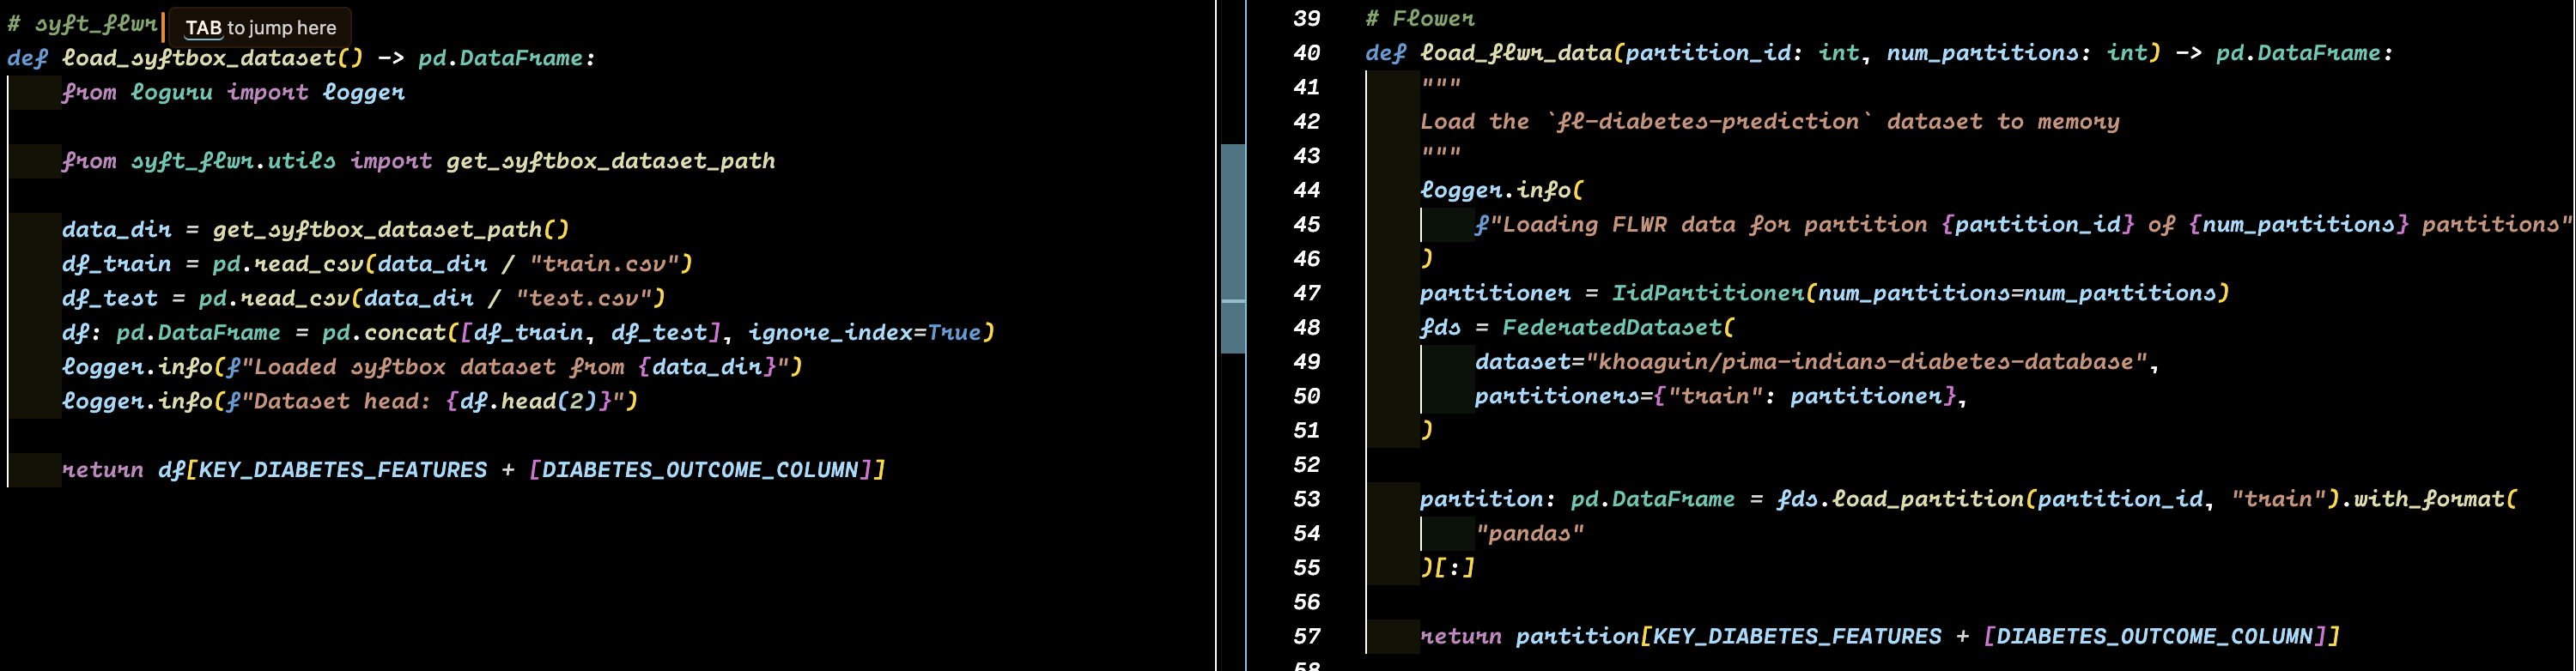 # syft_flwr TAB to jump here
def load_syftbox_dataset() -> pd.DataFrame:
    from loguru import logger

    from syft_flwr.utils import get_syftbox_dataset_path

    data_dir = get_syftbox_dataset_path()
    df_train = pd.read_csv(data_dir / "train.csv")
    df_test = pd.read_csv(data_dir / "test.csv")
    df: pd.DataFrame = pd.concat([df_train, df_test], ignore_index=True)
    logger.info(f"Loaded syftbox dataset from {data_dir}")
    logger.info(f"Dataset head: {df.head(2)}")

    return df[KEY_DIABETES_FEATURES + [DIABETES_OUTCOME_COLUMN]]
39 # Flower
40 def load_flwr_data(partition_id: int, num_partitions: int) -> pd.DataFrame:
41     """
42     Load the `fl-diabetes-prediction` dataset to memory
43     """
44     logger.info(
45         f"Loading FLWR data for partition {partition_id} of {num_partitions} partitions"
46     )
47     partitioner = IidPartitioner(num_partitions=num_partitions)
48     fds = FederatedDataset(
49         dataset="khoaguin/pima-indians-diabetes-database",
50         partitioners={"train": partitioner},
51     )
52
53     partition: pd.DataFrame = fds.load_partition(partition_id, "train").with_format(
54         "pandas"
55     )[:]
56
57     return partition[KEY_DIABETES_FEATURES + [DIABETES_OUTCOME_COLUMN]]
58